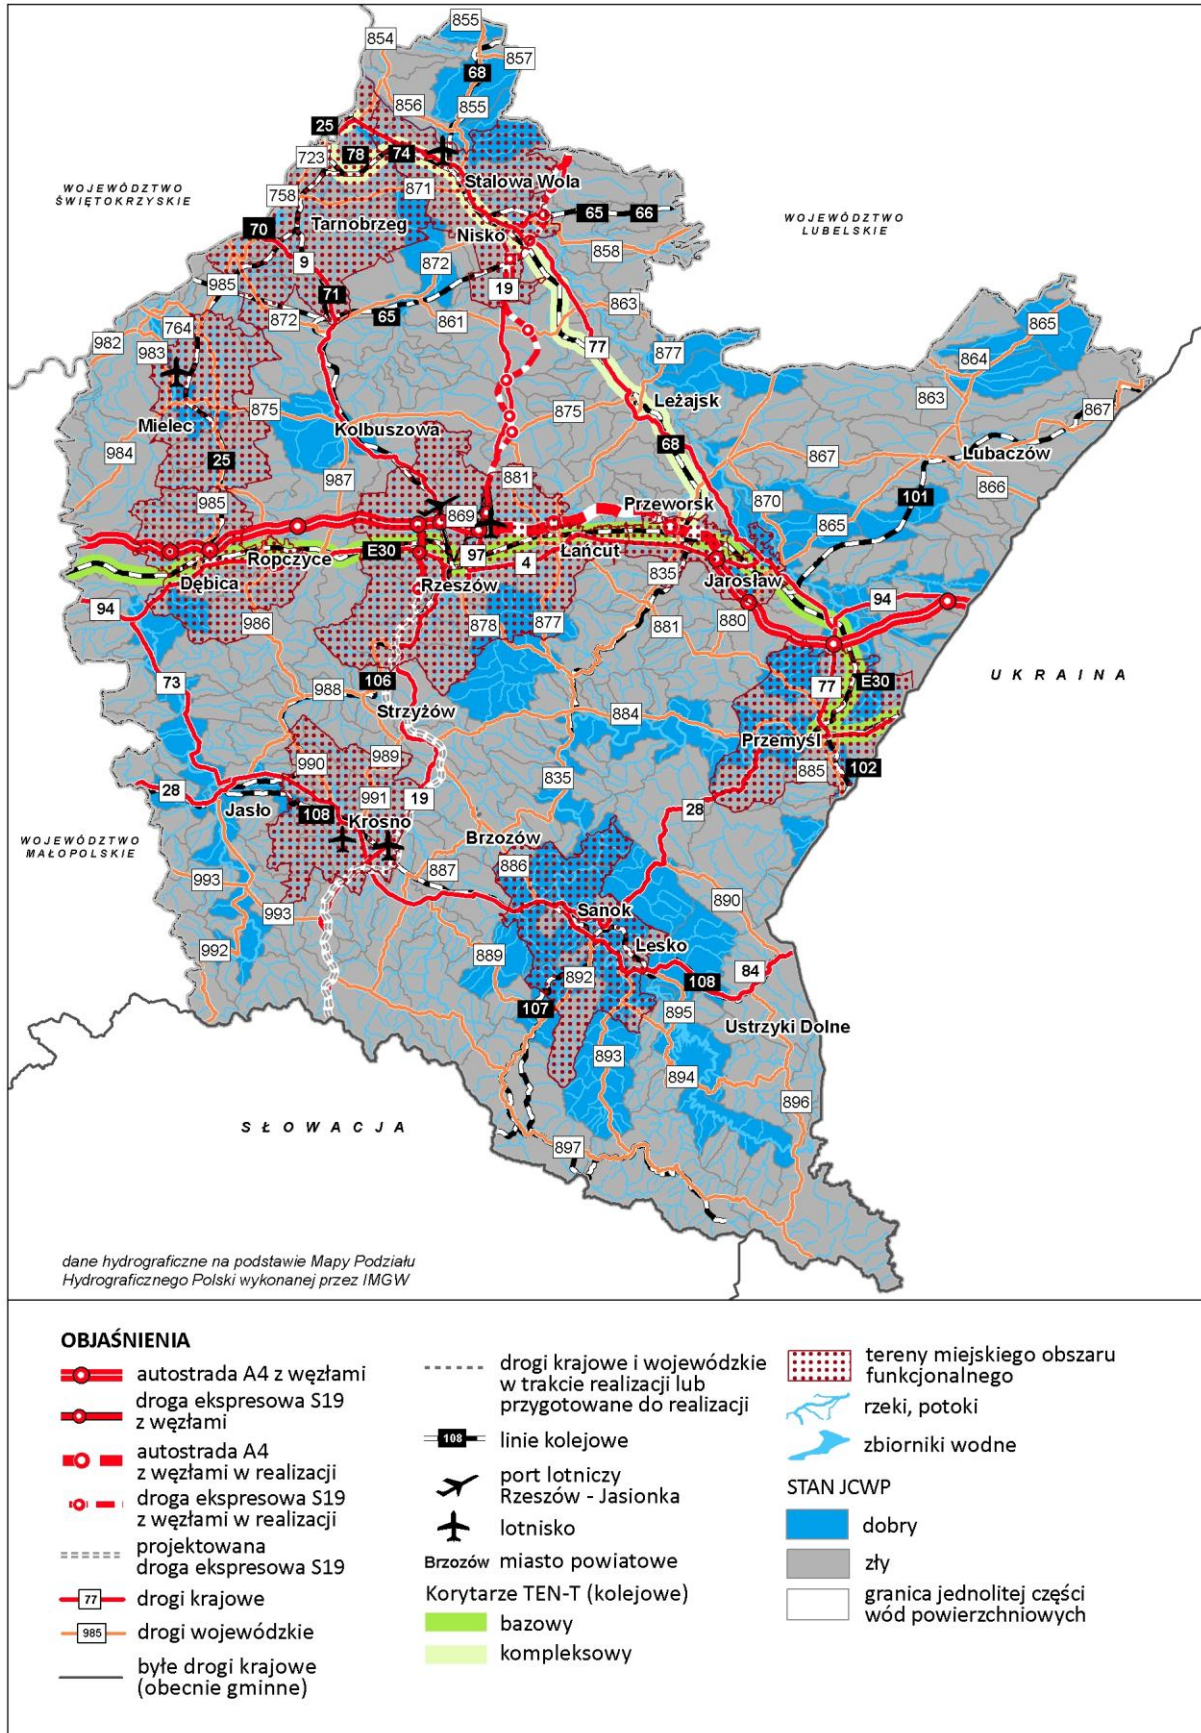 855
854
857
68
856
855
25
78
74
723
WOJEWÓDZTWO
ŚWIĘTOKRZYSKIE
Stalowa Wola
758
871
65
66
WOJEWÓDZTWO
LUBELSKIE
Tarnobrzeg
70
Nisko
858
9
872
985
19
71
863
865
872
65
861
764
982
983
77
877
864
863
867
875
Leżajsk
875
Mielec
Kolbuszowa
68
984
25
867
Lubaczów
987
881
866
985
870
101
Przeworsk
869
865
E30
97
Łańcut
Ropczyce
4
835
Dębica
Rzeszów
Jarosław
94
94
986
878
877
881
880
UKRAINA
73
106
77
E30
988
Strzyżów
884
Przemyśl
990
989
835
885
102
28
19
28
Jasło
108
991
Krosno
Brzozów
WOJEWÓDZTWO
MAŁOPOLSKIE
886
887
993
890
993
Sanok
992
Lesko
889
892
84
108
107
895
Ustrzyki Dolne
893
894
896
SŁOWACJA
897
dane hydrograficzne na podstawie Mapy Podziału
Hydrograficznego Polski wykonanej przez IMGW
OBJAŚNIENIA
autostrada A4 z węzłami
droga ekspresowa S19
z węzłami
autostrada A4
z węzłami w realizacji
droga ekspresowa S19
z węzłami w realizacji
projektowana
droga ekspresowa S19
77 drogi krajowe
985 drogi wojewódzkie
byłe drogi krajowe
(obecnie gminne)
drogi krajowe i wojewódzkie
w trakcie realizacji lub
przygotowane do realizacji
108 linie kolejowe
port lotniczy
Rzeszów - Jasionka
lotnisko
Brzozów miasto powiatowe
Korytarze TEN-T (kolejowe)
bazowy
kompleksowy
tereny miejskiego obszaru
funkcjonalnego
rzeki, potoki
zbiorniki wodne
STAN JCWP
dobry
zły
granica jednolitej części
wód powierzchniowych